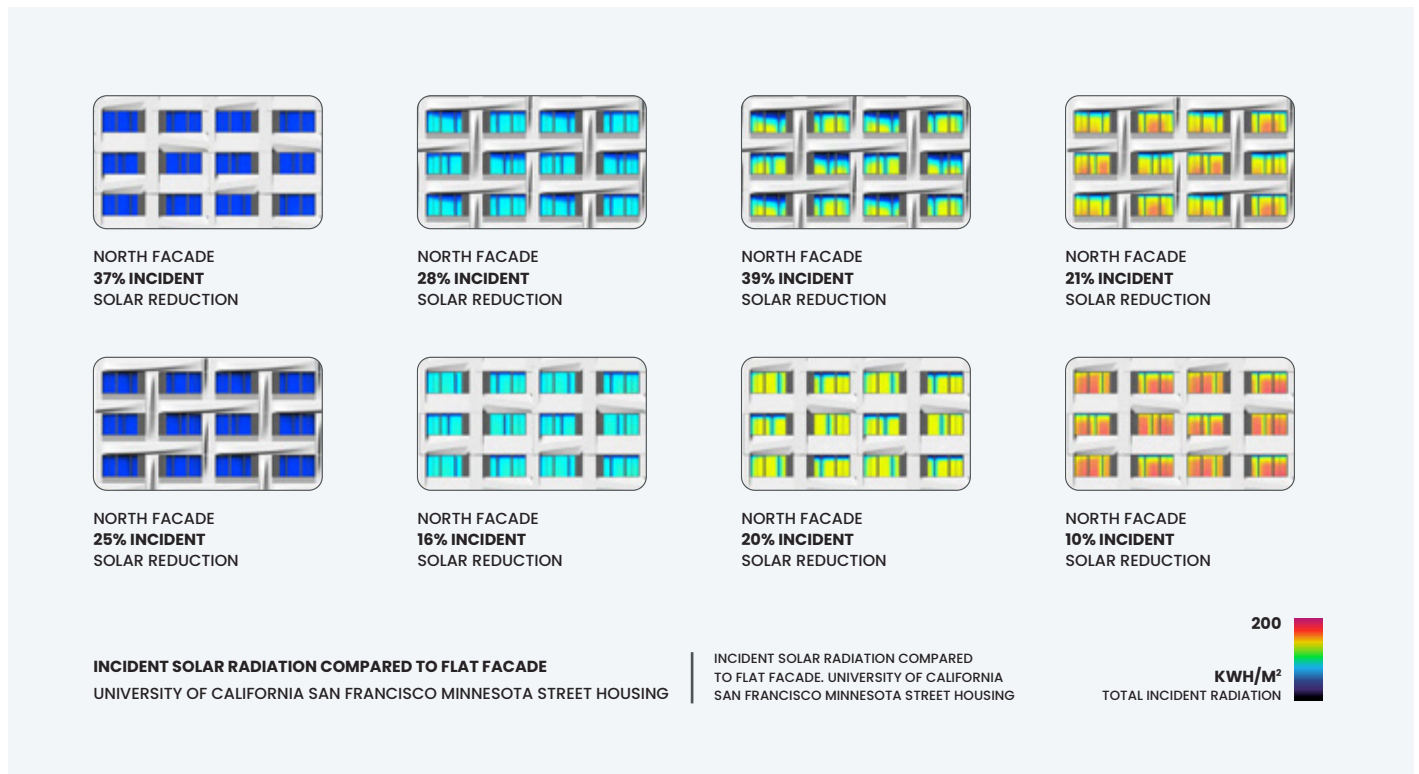 NORTH FACADE
37% INCIDENT
SOLAR REDUCTION
NORTH FACADE
28% INCIDENT
SOLAR REDUCTION
NORTH FACADE
39% INCIDENT
SOLAR REDUCTION
NORTH FACADE
21% INCIDENT
SOLAR REDUCTION
NORTH FACADE
25% INCIDENT
SOLAR REDUCTION
NORTH FACADE
16% INCIDENT
SOLAR REDUCTION
NORTH FACADE
20% INCIDENT
SOLAR REDUCTION
NORTH FACADE
10% INCIDENT
SOLAR REDUCTION
INCIDENT SOLAR RADIATION COMPARED TO FLAT FACADE
UNIVERSITY OF CALIFORNIA SAN FRANCISCO MINNESOTA STREET HOUSING
INCIDENT SOLAR RADIATION COMPARED
TO FLAT FACADE. UNIVERSITY OF CALIFORNIA
SAN FRANCISCO MINNESOTA STREET HOUSING
200
KWH/M²
TOTAL INCIDENT RADIATION